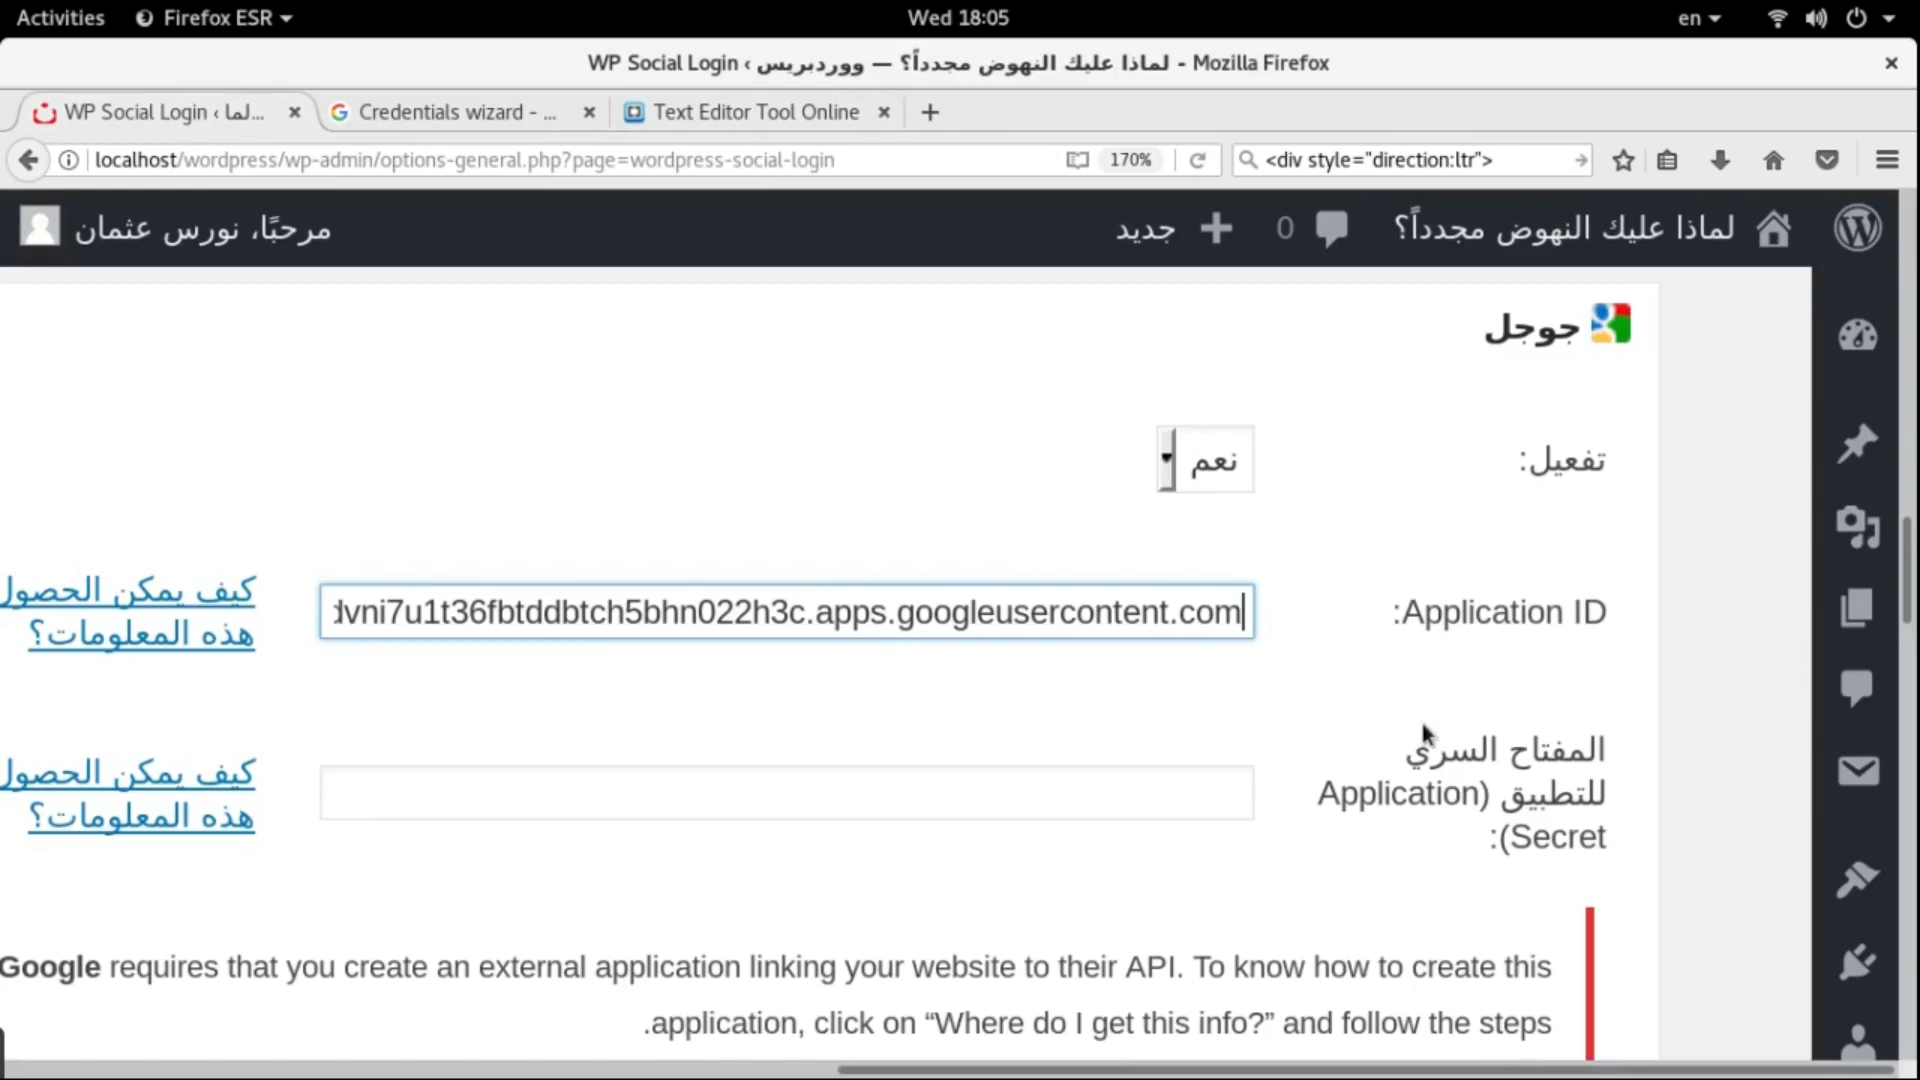 Activities Firefox ESR Wed 18:05 en
WP Social Login ‹ لماذا عليك النهوض مجدداً؟ — ووردبريس - Mozilla Firefox
WP Social Login ‹ لما... Credentials wizard - ... Text Editor Tool Online
localhost/wordpress/wp-admin/options-general.php?page=wordpress-social-login 170% <div style="direction:ltr">
لماذا عليك النهوض مجدداً؟ 0 جديد مرحبًا، نورس عثمان
جوجل
تفعيل: نعم
Application ID:
vni7u1t36fbtddbtch5bhn022h3c.apps.googleusercontent.com
كيف يمكن الحصول
هذه المعلومات؟
المفتاح السري
للتطبيق (Application
Secret):
كيف يمكن الحصول
هذه المعلومات؟
Google requires that you create an external application linking your website to their API. To know how to create this
application, click on “Where do I get this info?” and follow the steps.